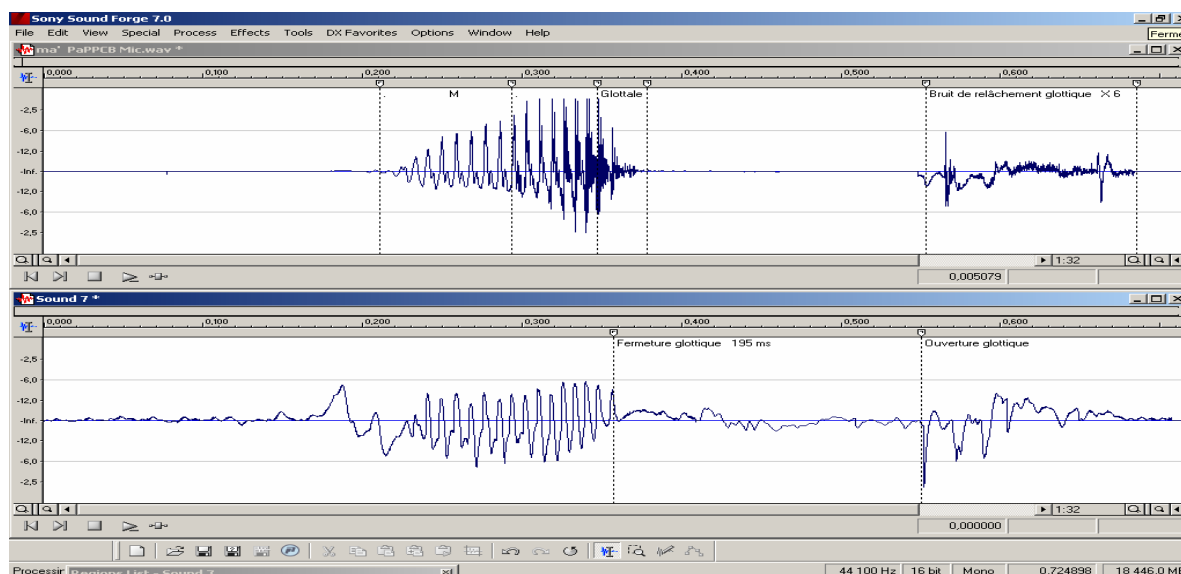 Sony Sound Forge 7.0
File Edit View Special Process Effects Tools DX Favorites Options Window Help
Ferme
ma' PaPPCB Mic.wav *
0,000 0,100 0,200 0,300 0,400 0,500 0,600
M Glottale Bruit de relâchement glottique X 6
-2,5
-6,0
-12,0
-Inf.
-12,0
-6,0
-2,5
1:32
0,005079
Sound 7 *
0,000 0,100 0,200 0,300 0,400 0,500 0,600
Fermeture glottique 195 ms Ouverture glottique
-2,5
-6,0
-12,0
-Inf.
-12,0
-6,0
-2,5
1:32
0,000000
Processir Regions List - Sound 7
44 100 Hz 16 bit Mono 0,724898 18 446,0 MB